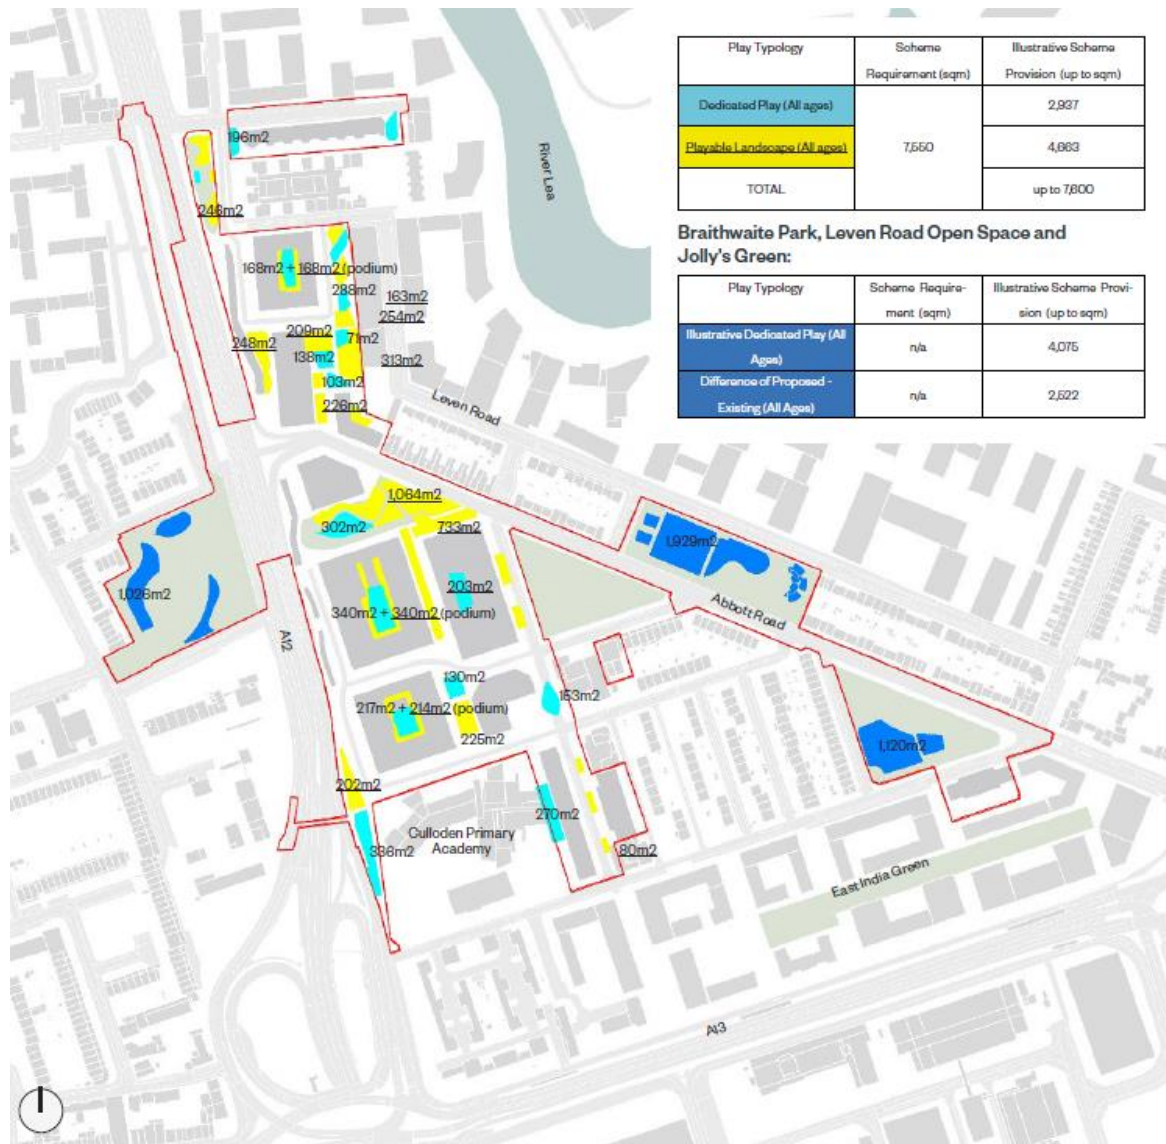 Play Typology
Scheme
Requirement (sqm)
Illustrative Scheme
Provision (up to sqm)
Dedicated Play (All ages)
2,937
Playable Landscape (All ages)
7,550
4,663
TOTAL
up to 7,600
Braithwaite Park, Leven Road Open Space and
Jolly's Green:
Play Typology
Scheme Require-
ment (sqm)
Illustrative Scheme Provi-
sion (up to sqm)
Illustrative Dedicated Play (All
Ages)
n/a
4,075
Difference of Proposed -
Existing (All Ages)
n/a
2,522
196m2
River Lea
246m2
168m2 + 168m2 (podium)
288m2
163m2
254m2
209m2
248m2
71m2
138m2
313m2
103m2
226m2
Leven Road
1,064m2
302m2
733m2
1,929m2
1,026m2
203m2
340m2 + 340m2 (podium)
Abbott Road
A12
130m2
153m2
217m2 + 214m2 (podium)
225m2
1,120m2
202m2
270m2
Culloden Primary
Academy
336m2
80m2
East India Green
A13